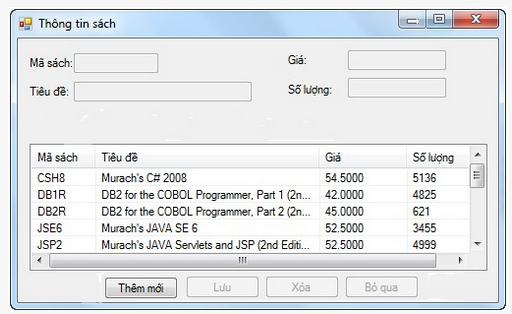 Thông tin sách
Mã sách: Giá:
Tiêu đề: Số lượng:
Mã sách Tiêu đề Giá Số lượng
CSH8 Murach's C# 2008 54.5000 5136
DB1R DB2 for the COBOL Programmer, Part 1 (2n... 42.0000 4825
DB2R DB2 for the COBOL Programmer, Part 2 (2n... 45.0000 621
JSE6 Murach's JAVA SE 6 52.5000 3455
JSP2 Murach's JAVA Servlets and JSP (2nd Editi... 52.5000 4999
Thêm mới Lưu Xóa Bỏ qua